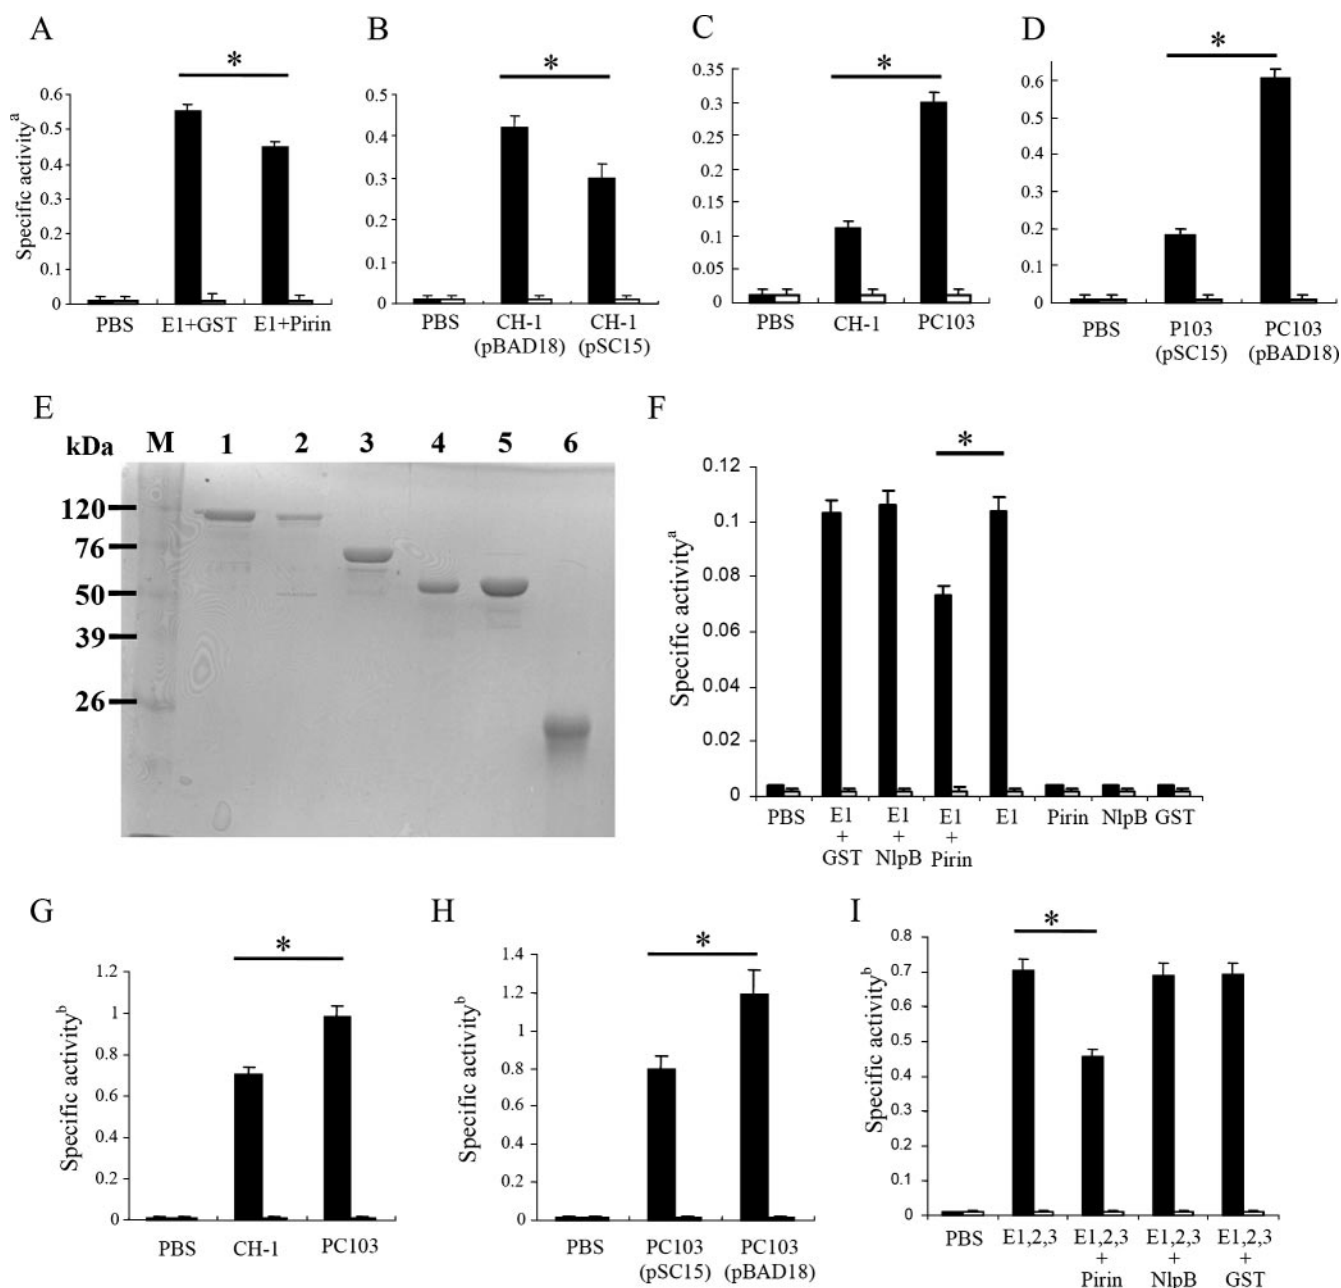 A
*
Specific activity^a
0.6
0.5
0.4
0.3
0.2
0.1
0
PBS
E1+GST
E1+Pirin
B
*
0.5
0.4
0.3
0.2
0.1
0
PBS
CH-1
(pBAD18)
CH-1
(pSC15)
C
*
0.35
0.3
0.25
0.2
0.15
0.1
0.05
0
PBS
CH-1
PC103
D
*
0.6
0.5
0.4
0.3
0.2
0.1
0
PBS
P103
(pSC15)
PC103
(pBAD18)
E
kDa M 1 2 3 4 5 6
120
76
50
39
26
F
*
Specific activity^a
0.12
0.1
0.08
0.06
0.04
0.02
0
PBS
E1
+
GST
E1
+
NlpB
E1
+
Pirin
E1
Pirin
NlpB
GST
G
*
Specific activity^b
1.2
1
0.8
0.6
0.4
0.2
0
PBS
CH-1
PC103
H
*
Specific activity^b
1.4
1.2
1
0.8
0.6
0.4
0.2
0
PBS
PC103
(pSC15)
PC103
(pBAD18)
I
*
Specific activity^b
0.8
0.7
0.6
0.5
0.4
0.3
0.2
0.1
0
PBS
E1,2,3
E1,2,3
+
Pirin
E1,2,3
+
NlpB
E1,2,3
+
GST